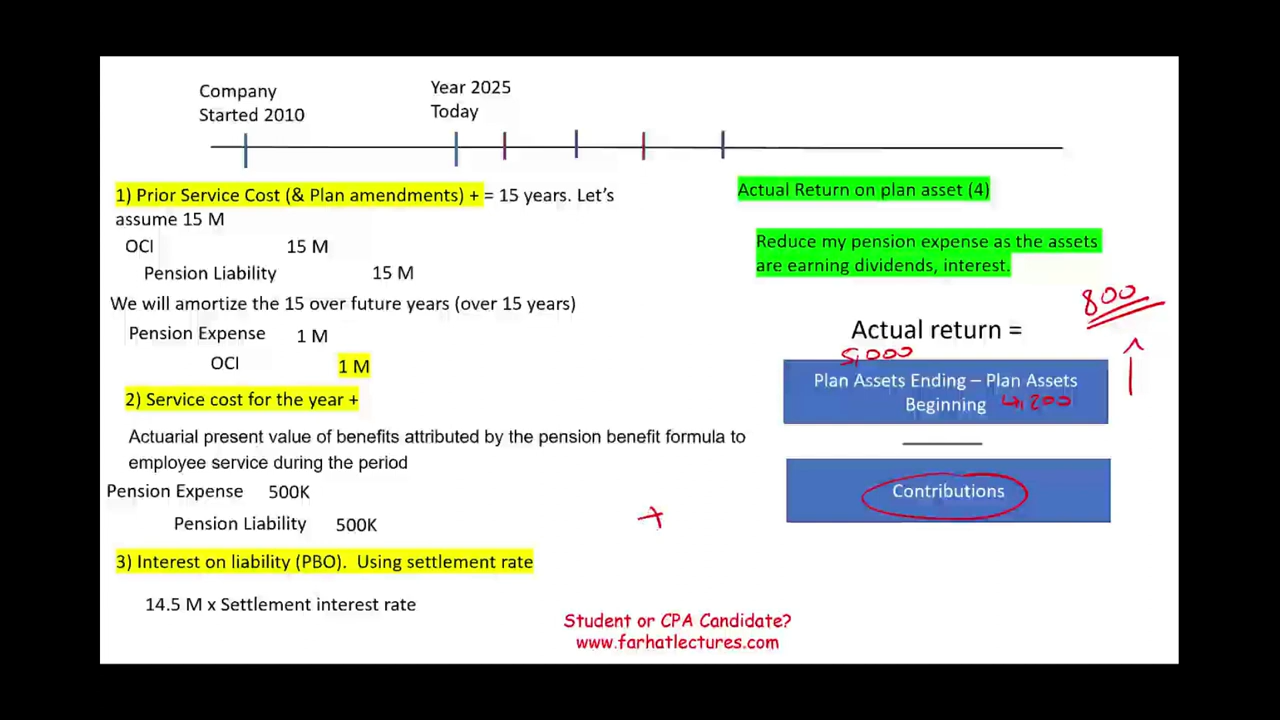 Company
Started 2010
Year 2025
Today
1) Prior Service Cost (& Plan amendments) + = 15 years. Let's
assume 15 M
OCI 15 M
Pension Liability 15 M
We will amortize the 15 over future years (over 15 years)
Pension Expense 1 M
OCI 1 M
2) Service cost for the year +
Actuarial present value of benefits attributed by the pension benefit formula to
employee service during the period
Pension Expense 500K
Pension Liability 500K
3) Interest on liability (PBO). Using settlement rate
14.5 M x Settlement interest rate
Actual Return on plan asset (4)
Reduce my pension expense as the assets
are earning dividends, interest.
800
Actual return =
5,000
Plan Assets Ending – Plan Assets
Beginning 4,200
Contributions
+
Student or CPA Candidate?
www.farhatlectures.com